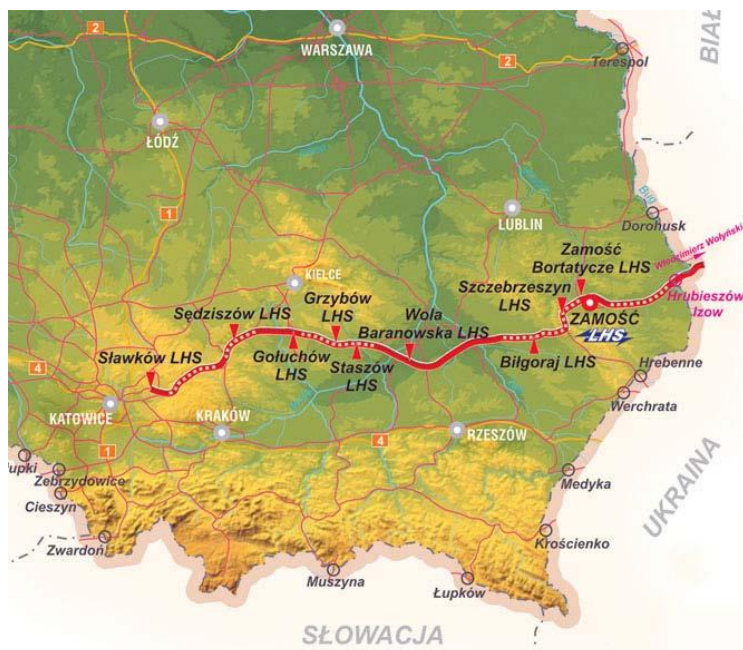 2
WARSZAWA
2
Terespol
BIAŁ
ŁÓDŹ
1
LUBLIN
Bug
Dorohusk
Włodzimierz Wołyński
Zamość
Bortatycze LHS
KIELCE
Szczebrzeszyn
LHS
Hrubieszów
Izow
Grzybów
LHS
Sędziszów LHS
Wola
Baranowska LHS
ZAMOŚĆ
LHS
Sławków LHS
Gołuchów
LHS
Staszów
LHS
Biłgoraj LHS
Hrebenne
4
KATOWICE
KRAKÓW
Werchrata
4
RZESZÓW
1
UKRAINA
upki
Zebrzydowice
Medyka
Cieszyn
Zwardoń
Krościenko
Muszyna
Łupków
SŁOWACJA